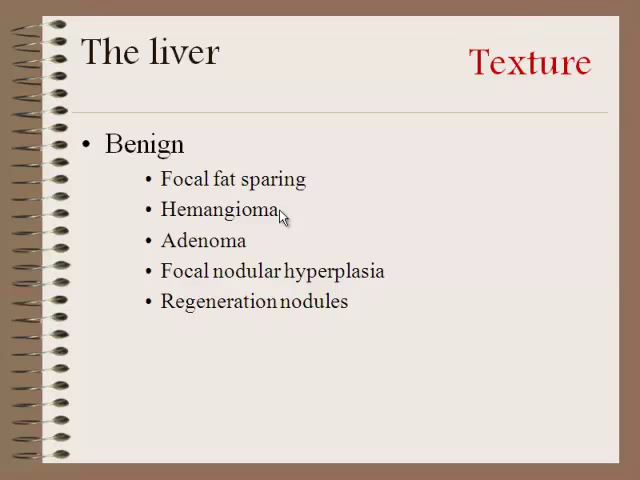 The liver
Texture
• Benign
• Focal fat sparing
• Hemangioma
• Adenoma
• Focal nodular hyperplasia
• Regeneration nodules